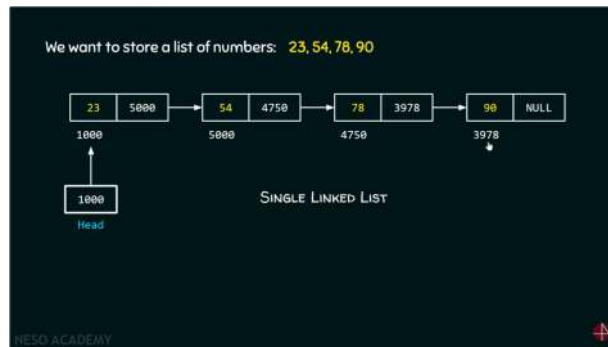 We want to store a list of numbers: 23, 54, 78, 90
23 5000 54 4750 78 3978 90 NULL
1000 5000 4750 3978
1000
Head
SINGLE LINKED LIST
NESO ACADEMY
N